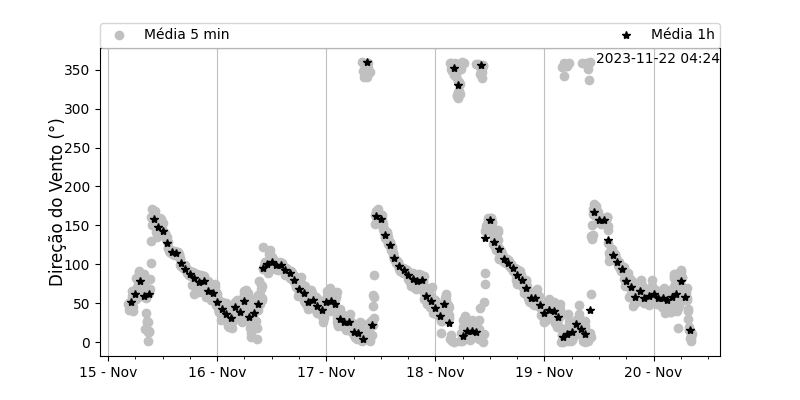 Média 5 min
Média 1h
2023-11-22 04:24
Direção do Vento (°)
350
300
250
200
150
100
50
0
15 - Nov
16 - Nov
17 - Nov
18 - Nov
19 - Nov
20 - Nov